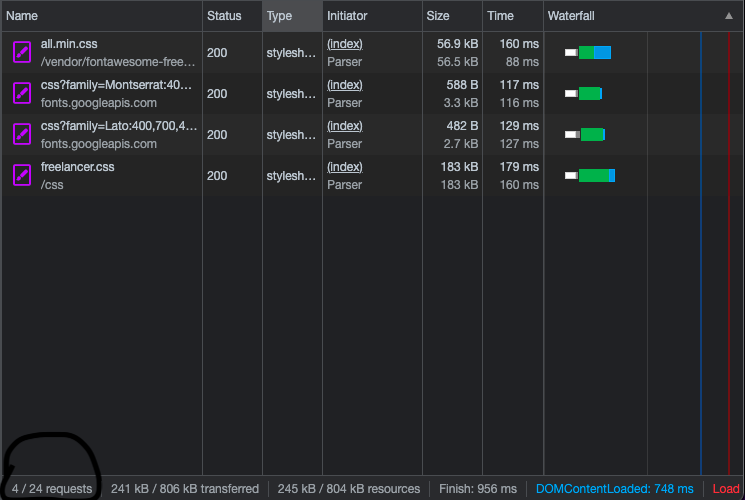 Name Status Type Initiator Size Time Waterfall
all.min.css 200 stylesh… (index) 56.9 kB 160 ms
/vendor/fontawesome-free… Parser 56.5 kB 88 ms
css?family=Montserrat:40… 200 stylesh… (index) 588 B 117 ms
fonts.googleapis.com Parser 3.3 kB 116 ms
css?family=Lato:400,700,4… 200 stylesh… (index) 482 B 129 ms
fonts.googleapis.com Parser 2.7 kB 127 ms
freelancer.css 200 stylesh… (index) 183 kB 179 ms
/css Parser 183 kB 160 ms
4 / 24 requests 241 kB / 806 kB transferred 245 kB / 804 kB resources Finish: 956 ms DOMContentLoaded: 748 ms Load